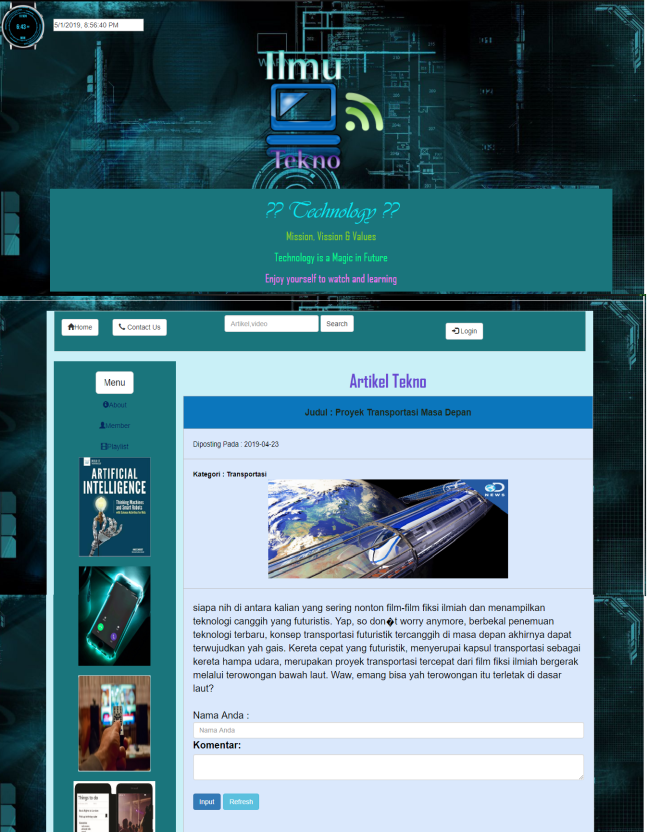 5/1/2019, 8:56:40 PM
Ilmu
Tekno
?? Technology ??
Mission, Vission & Values
Technology is a Magic in Future
Enjoy yourself to watch and learning
Home
Contact Us
Artikel,video
Search
Login
Menu
About
Member
Playlist
ARTIFICIAL
INTELLIGENCE
Thinking Machines
and Smart Robots
Artikel Tekno
Judul : Proyek Transportasi Masa Depan
Diposting Pada : 2019-04-23
Kategori : Transportasi
NEWS
siapa nih di antara kalian yang sering nonton film-film fiksi ilmiah dan menampilkan
teknologi canggih yang futuristis. Yap, so don�t worry anymore, berbekal penemuan
teknologi terbaru, konsep transportasi futuristik tercanggih di masa depan akhirnya dapat
terwujudkan yah gais. Kereta cepat yang futuristik, menyerupai kapsul transportasi sebagai
kereta hampa udara, merupakan proyek transportasi tercepat dari film fiksi ilmiah bergerak
melalui terowongan bawah laut. Waw, emang bisa yah terowongan itu terletak di dasar
laut?
Nama Anda :
Nama Anda
Komentar:
Input
Refresh
Things to do